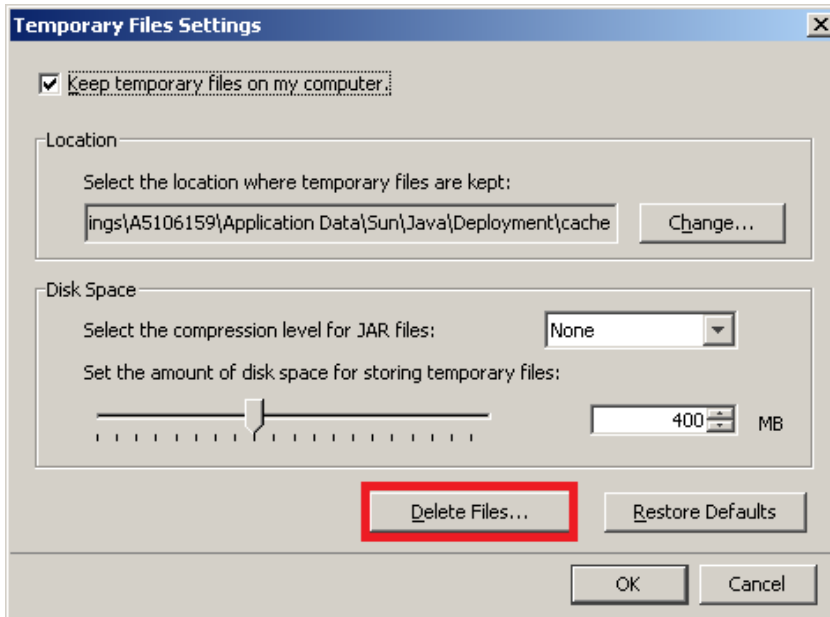 Temporary Files Settings
Keep temporary files on my computer.
Location
Select the location where temporary files are kept:
ings\A5106159\Application Data\Sun\Java\Deployment\cache
Change...
Disk Space
Select the compression level for JAR files:
None
Set the amount of disk space for storing temporary files:
400
MB
Delete Files...
Restore Defaults
OK
Cancel